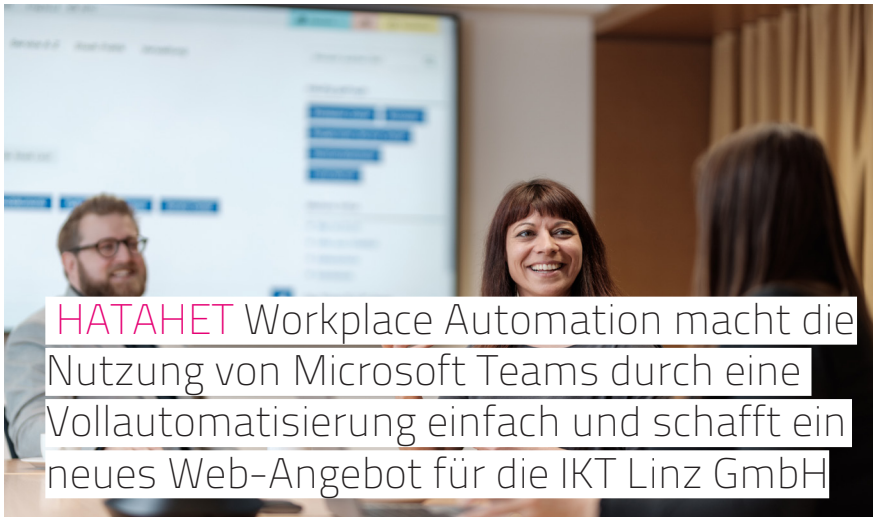 HATAHET Workplace Automation macht die
Nutzung von Microsoft Teams durch eine
Vollautomatisierung einfach und schafft ein
neues Web-Angebot für die IKT Linz GmbH